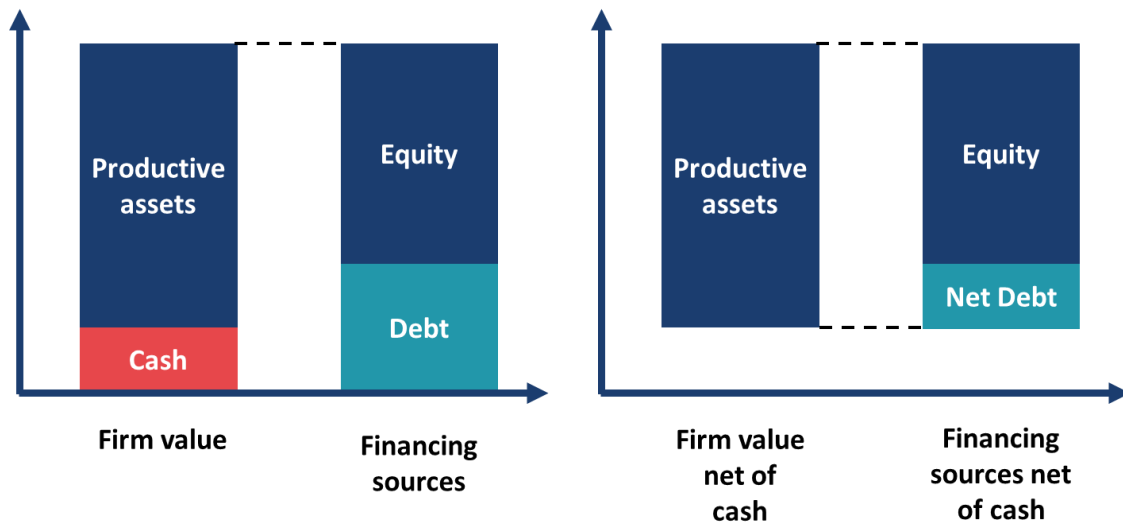 Productive
assets
Cash
Equity
Debt
Firm value
Financing
sources
Productive
assets
Equity
Net Debt
Firm value
net of
cash
Financing
sources net
of cash